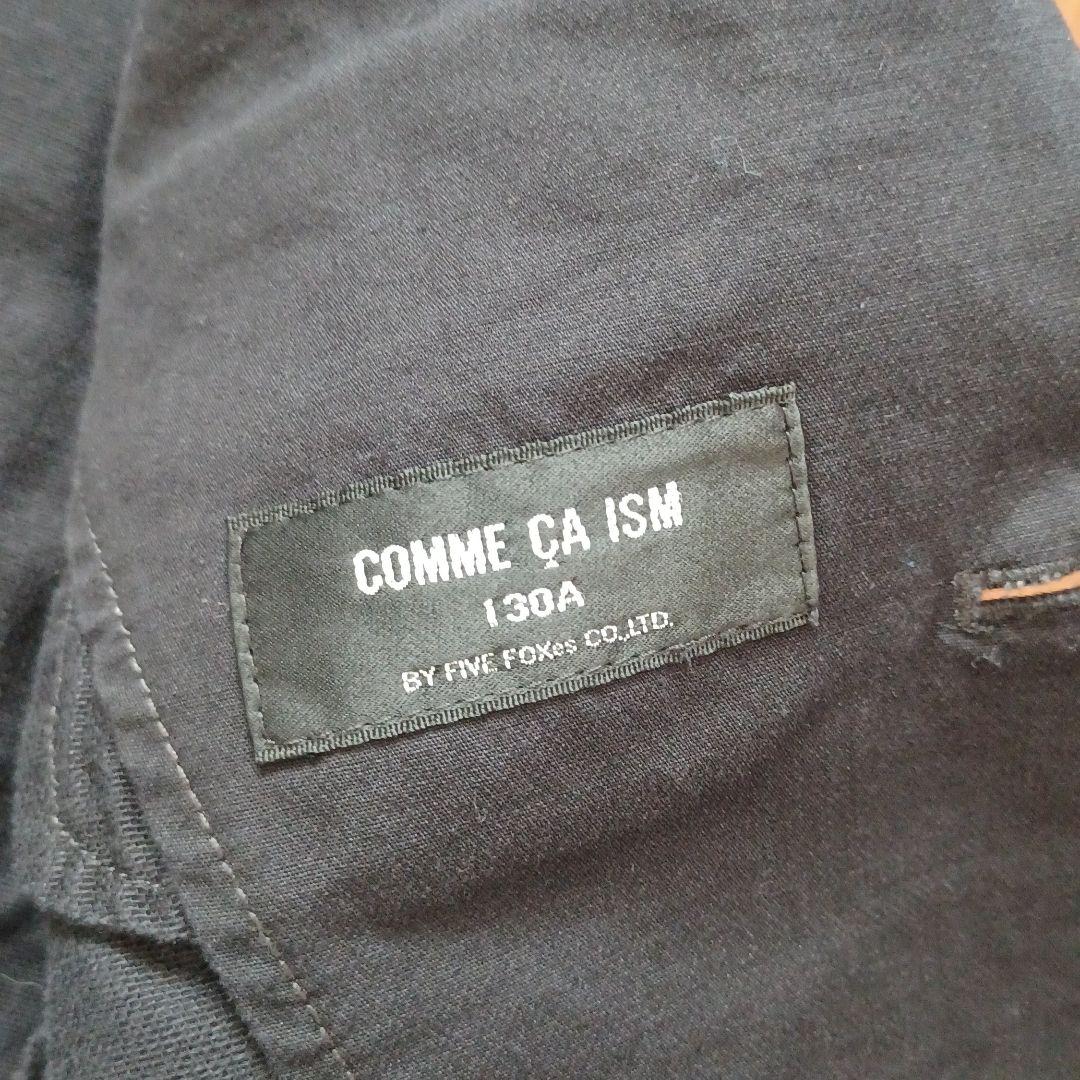 COMME ÇA ISM
130A
BY FIVE FOXes CO.,LTD.